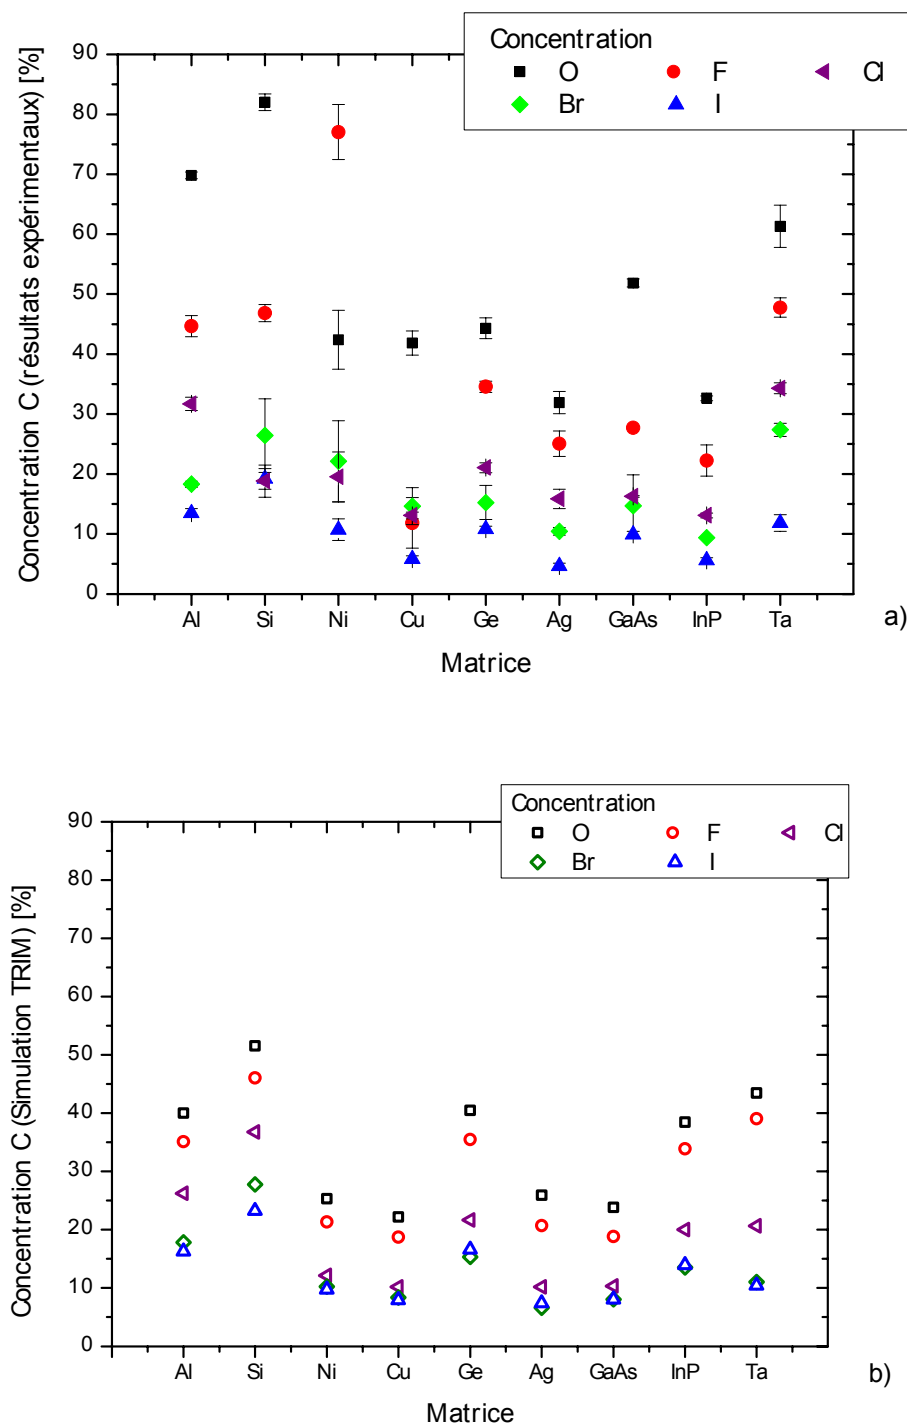 Concentration
O F Cl
Br I
Concentration C (résultats expérimentaux) [%]
90
80
70
60
50
40
30
20
10
0
Al Si Ni Cu Ge Ag GaAs InP Ta
a)
Matrice
Concentration
O F Cl
Br I
Concentration C (Simulation TRIM) [%]
90
80
70
60
50
40
30
20
10
0
Al Si Ni Cu Ge Ag GaAs InP Ta
b)
Matrice